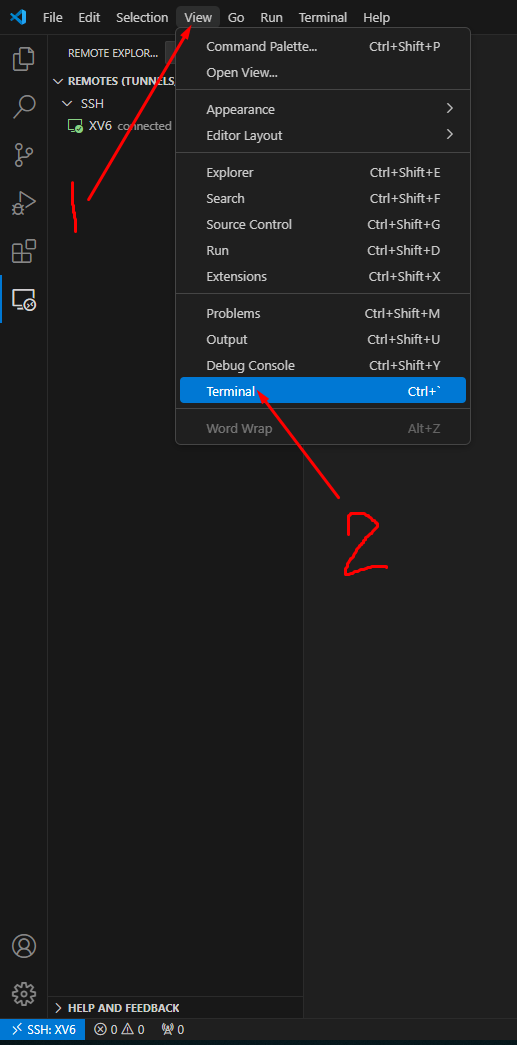 File Edit Selection View Go Run Terminal Help
REMOTE EXPLOR...
REMOTES (TUNNELS
SSH
XV6 connected
Command Palette... Ctrl+Shift+P
Open View...
Appearance
Editor Layout
Explorer Ctrl+Shift+E
Search Ctrl+Shift+F
Source Control Ctrl+Shift+G
Run Ctrl+Shift+D
Extensions Ctrl+Shift+X
Problems Ctrl+Shift+M
Output Ctrl+Shift+U
Debug Console Ctrl+Shift+Y
Terminal Ctrl+`
Word Wrap Alt+Z
1
2
HELP AND FEEDBACK
SSH: XV6 0 0 0